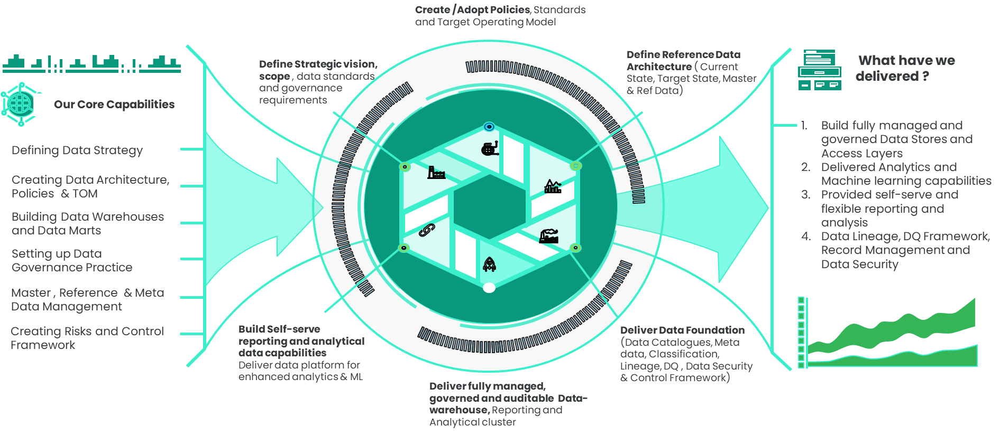 Create /Adopt Policies, Standards
and Target Operating Model
Define Strategic vision,
scope , data standards
and governance
requirements
Define Reference Data
Architecture ( Current
State, Target State, Master
& Ref Data)
What have we
delivered ?
Our Core Capabilities
Defining Data Strategy
Creating Data Architecture,
Policies & TOM
Building Data Warehouses
and Data Marts
Setting up Data
Governance Practice
Master , Reference & Meta
Data Management
Creating Risks and Control
Framework
1. Build fully managed and
governed Data Stores and
Access Layers
2. Delivered Analytics and
Machine learning capabilities
3. Provided self-serve and
flexible reporting and
analysis
4. Data Lineage, DQ Framework,
Record Management and
Data Security
Build Self-serve
reporting and analytical
data capabilities
Deliver data platform for
enhanced analytics & ML
Deliver fully managed,
governed and auditable Data-
warehouse, Reporting and
Analytical cluster
Deliver Data Foundation
(Data Catalogues, Meta
data, Classification,
Lineage, DQ , Data Security
& Control Framework)